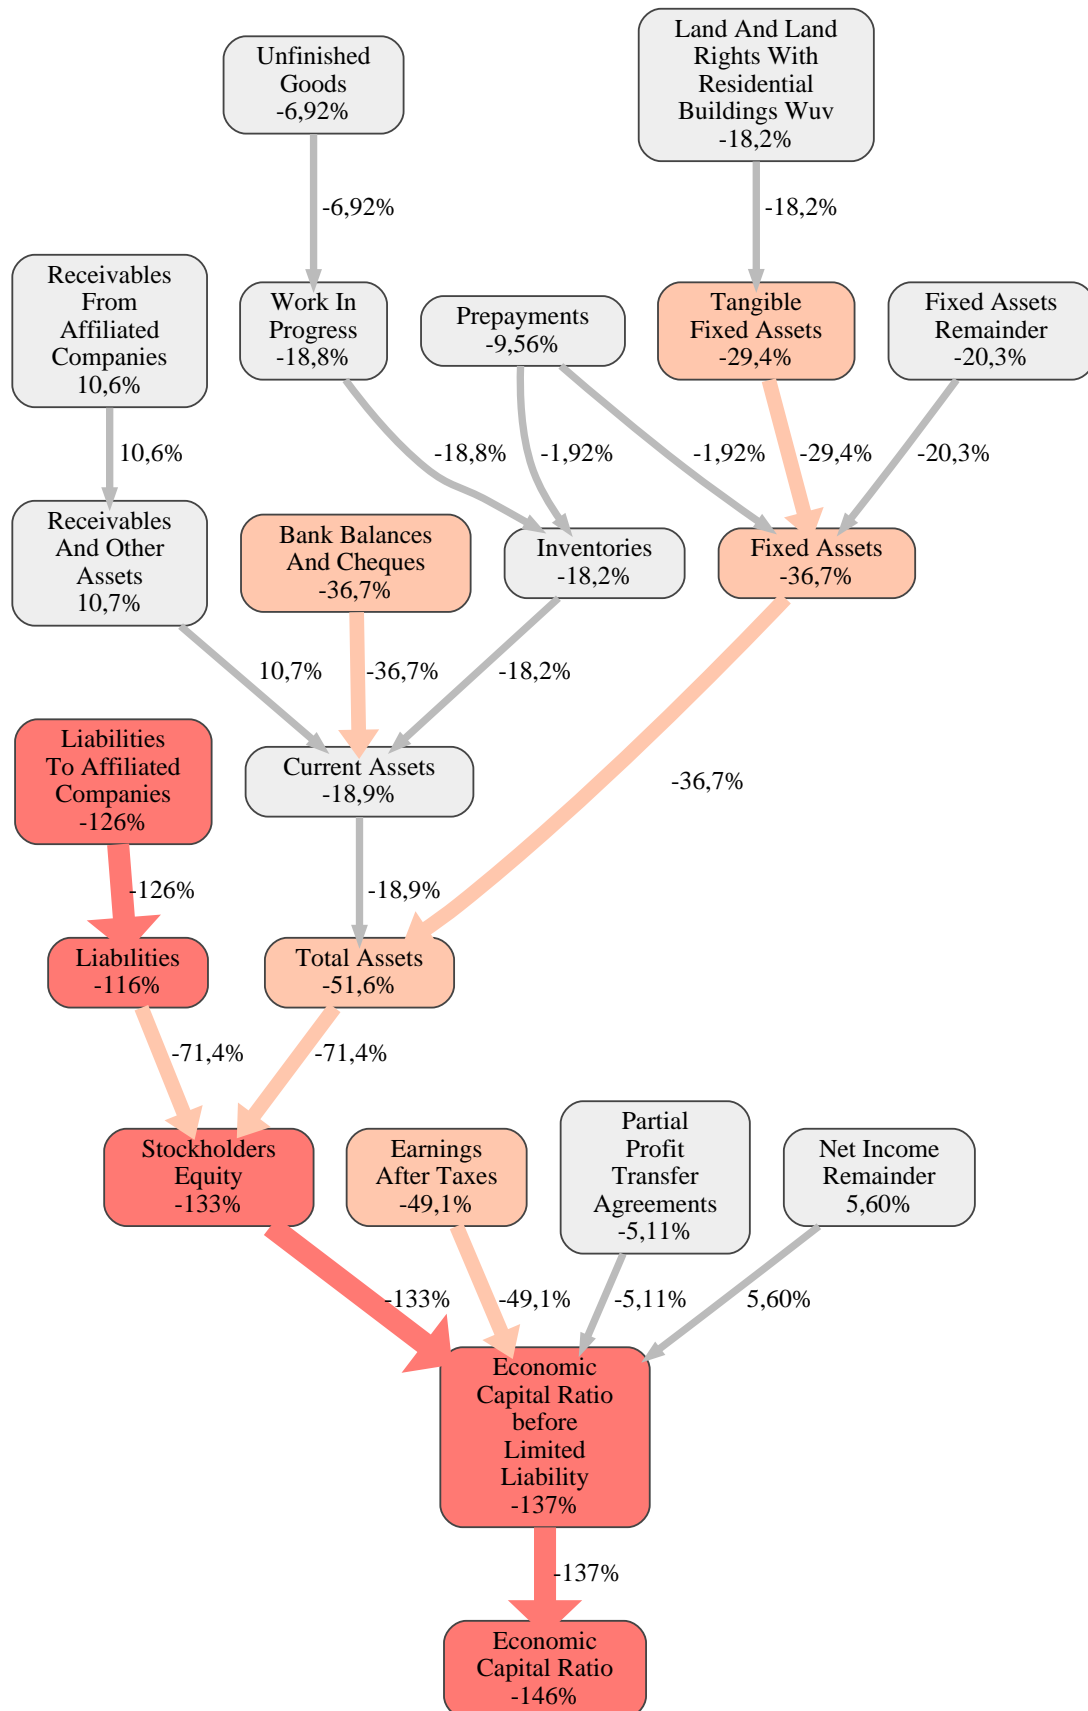 Unfinished
Goods
-6,92%
Land And Land
Rights With
Residential
Buildings Wuv
-18,2%
-6,92%
-18,2%
Receivables
From
Affiliated
Companies
10,6%
Work In
Progress
-18,8%
Prepayments
-9,56%
Tangible
Fixed Assets
-29,4%
Fixed Assets
Remainder
-20,3%
10,6%
-18,8%
-1,92%
-1,92%
-29,4%
-20,3%
Receivables
And Other
Assets
10,7%
Bank Balances
And Cheques
-36,7%
Inventories
-18,2%
Fixed Assets
-36,7%
10,7%
-36,7%
-18,2%
-36,7%
Liabilities
To Affiliated
Companies
-126%
Current Assets
-18,9%
-126%
-18,9%
Liabilities
-116%
Total Assets
-51,6%
-71,4%
-71,4%
Stockholders
Equity
-133%
Earnings
After Taxes
-49,1%
Partial
Profit
Transfer
Agreements
-5,11%
Net Income
Remainder
5,60%
-133%
-49,1%
-5,11%
5,60%
Economic
Capital Ratio
before
Limited
Liability
-137%
-137%
Economic
Capital Ratio
-146%